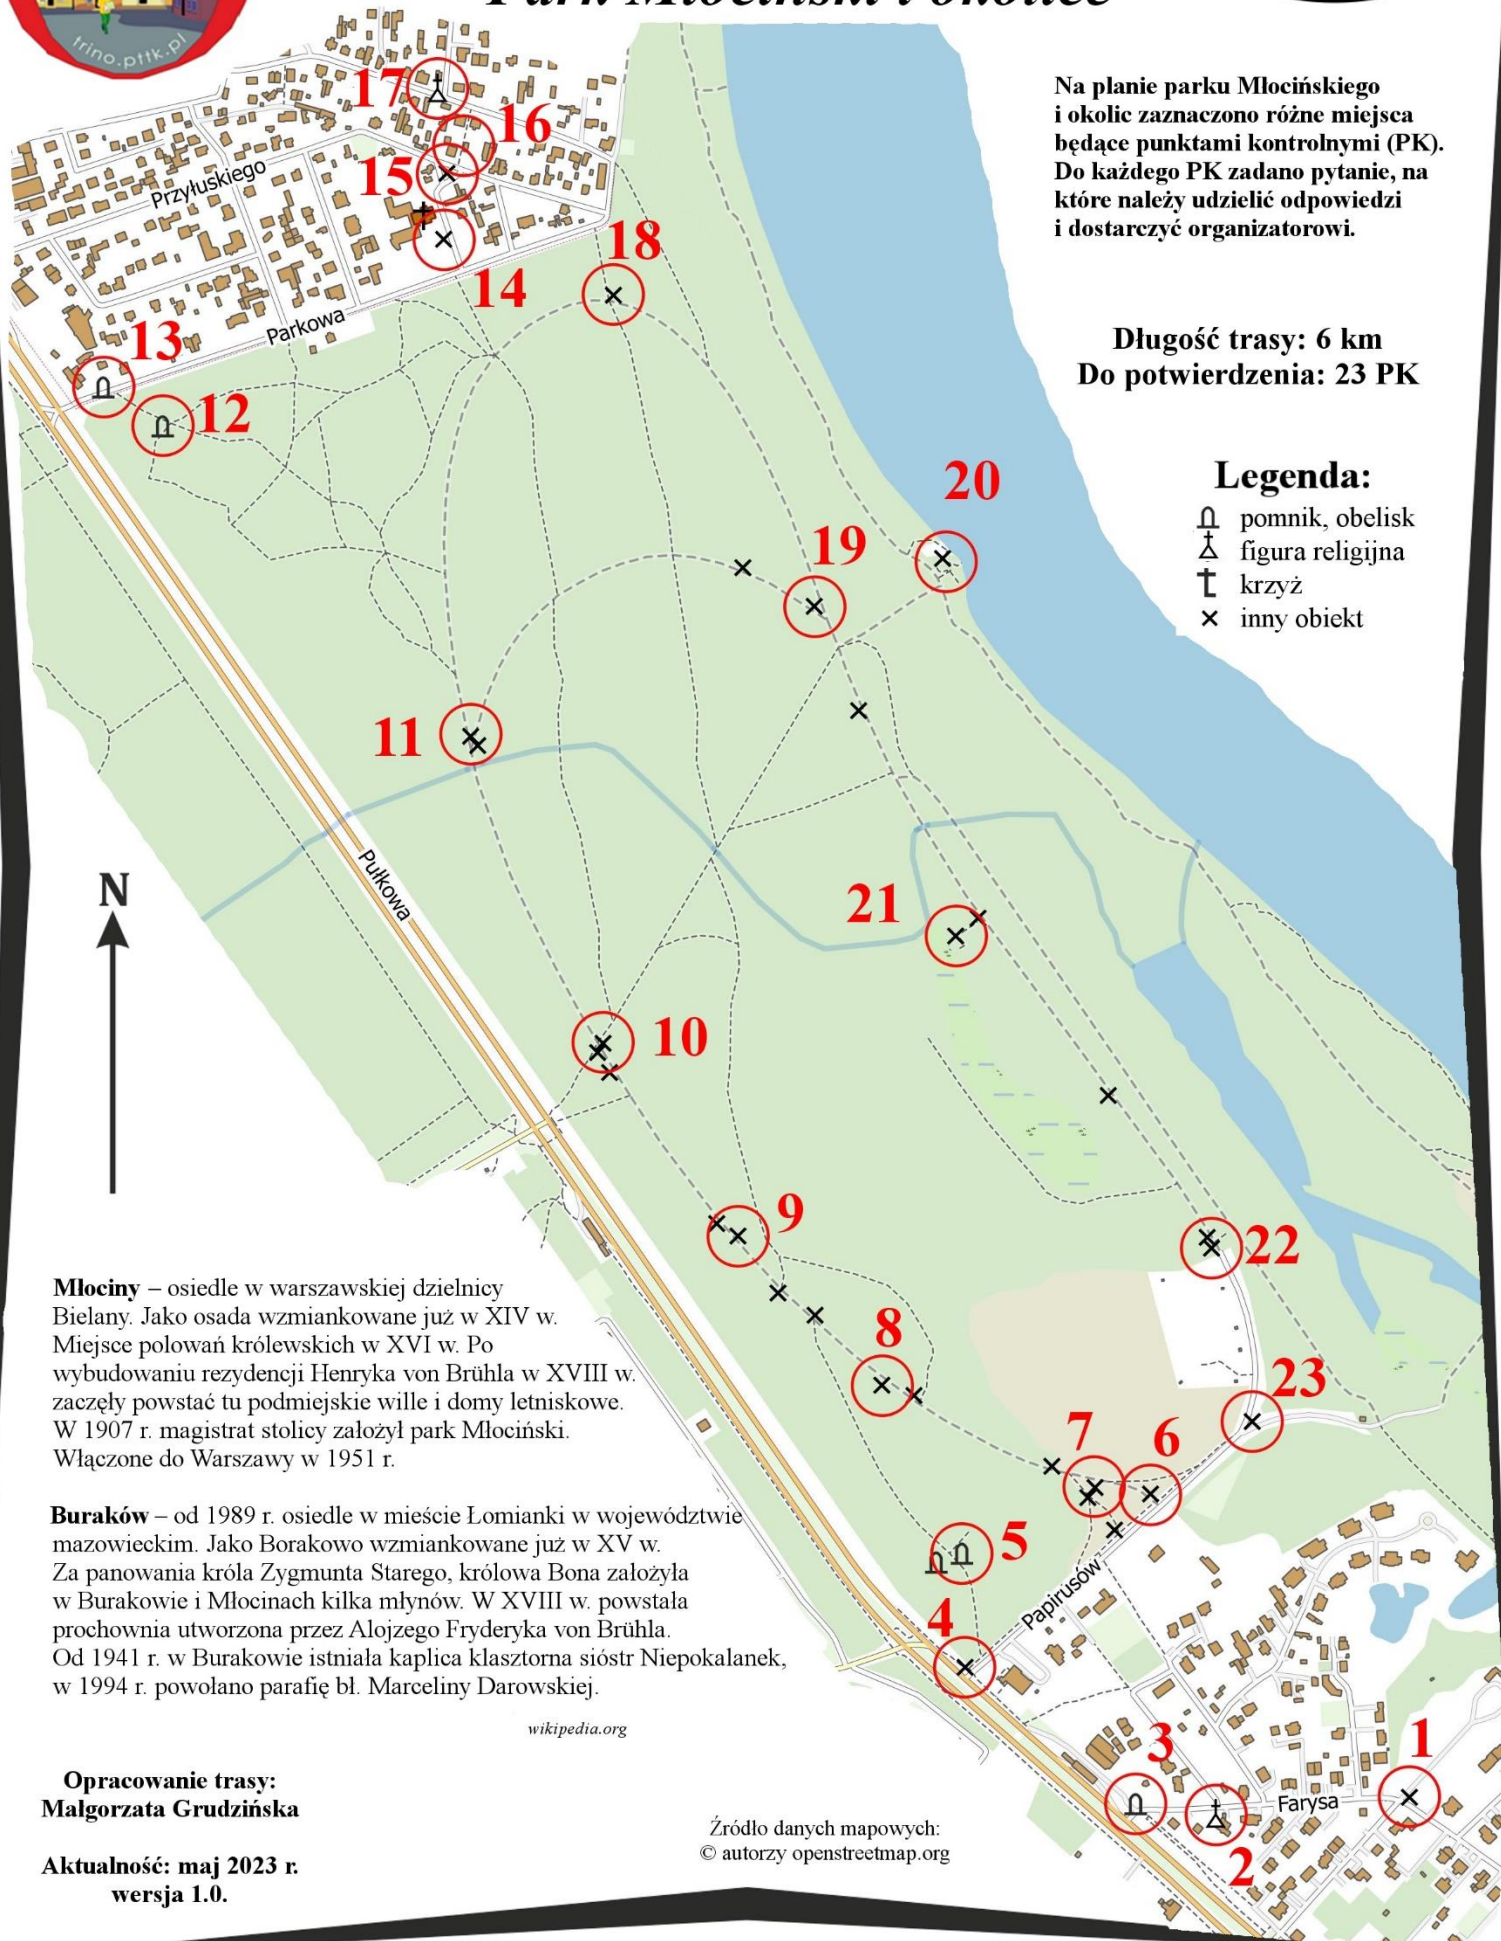 Park Młociński i okolice
trino.pttk.pl
Na planie parku Młocińskiego
i okolic zaznaczono różne miejsca
będące punktami kontrolnymi (PK).
Do każdego PK zadano pytanie, na
które należy udzielić odpowiedzi
i dostarczyć organizatorowi.
Długość trasy: 6 km
Do potwierdzenia: 23 PK
Legenda:
pomnik, obelisk
figura religijna
krzyż
inny obiekt
17
16
15
Przyłuskiego
18
14
13
Parkowa
12
20
19
11
Pułkowa
N
21
10
9
22
8
23
7
6
5
Papirusów
4
3
1
Farysa
2
Młociny – osiedle w warszawskiej dzielnicy
Bielany. Jako osada wzmiankowane już w XIV w.
Miejsce polowań królewskich w XVI w. Po
wybudowaniu rezydencji Henryka von Brühla w XVIII w.
zaczęły powstać tu podmiejskie wille i domy letniskowe.
W 1907 r. magistrat stolicy założył park Młociński.
Włączone do Warszawy w 1951 r.
Buraków – od 1989 r. osiedle w mieście Łomianki w województwie
mazowieckim. Jako Borakowo wzmiankowane już w XV w.
Za panowania króla Zygmunta Starego, królowa Bona założyła
w Burakowie i Młocinach kilka młynów. W XVIII w. powstała
prochownia utworzona przez Alojzego Fryderyka von Brühla.
Od 1941 r. w Burakowie istniała kaplica klasztorna sióstr Niepokalanek,
w 1994 r. powołano parafię bł. Marceliny Darowskiej.
wikipedia.org
Opracowanie trasy:
Małgorzata Grudzińska
Aktualność: maj 2023 r.
wersja 1.0.
Źródło danych mapowych:
© autorzy openstreetmap.org